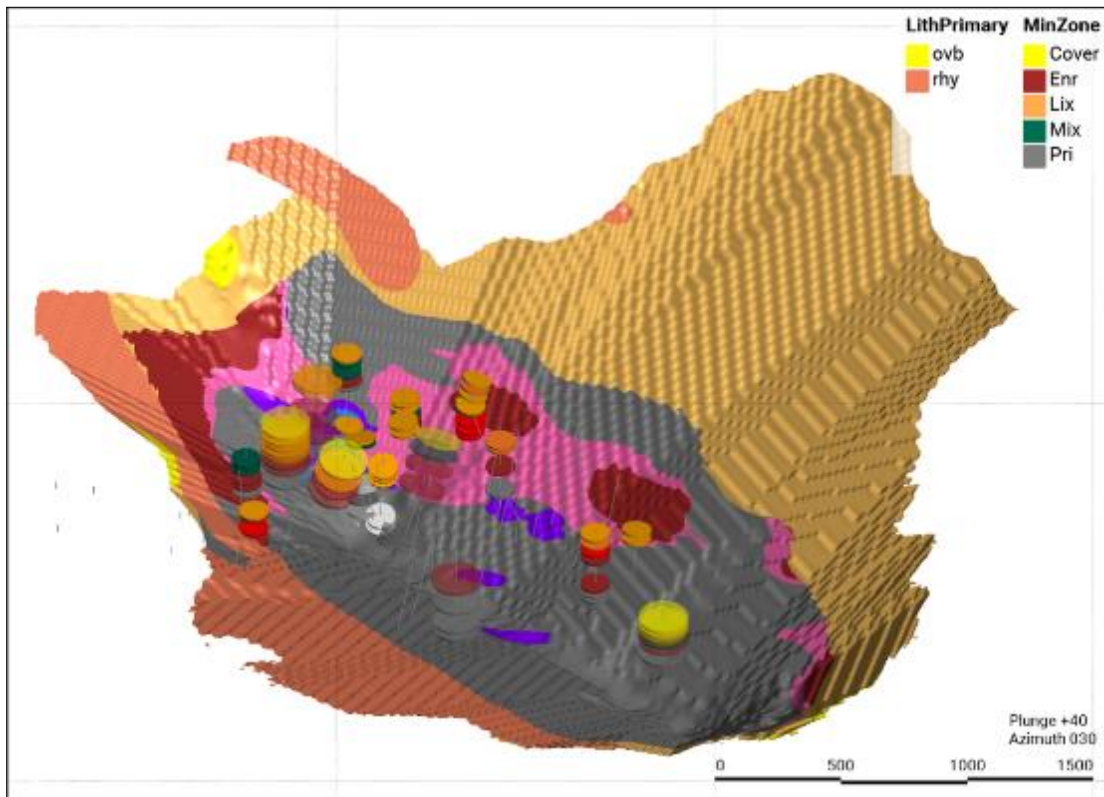 LithPrimary MinZone
ovb Cover
rhy Enr
Lix
Mix
Pri
Plunge +40
Azimuth 030
0 500 1000 1500